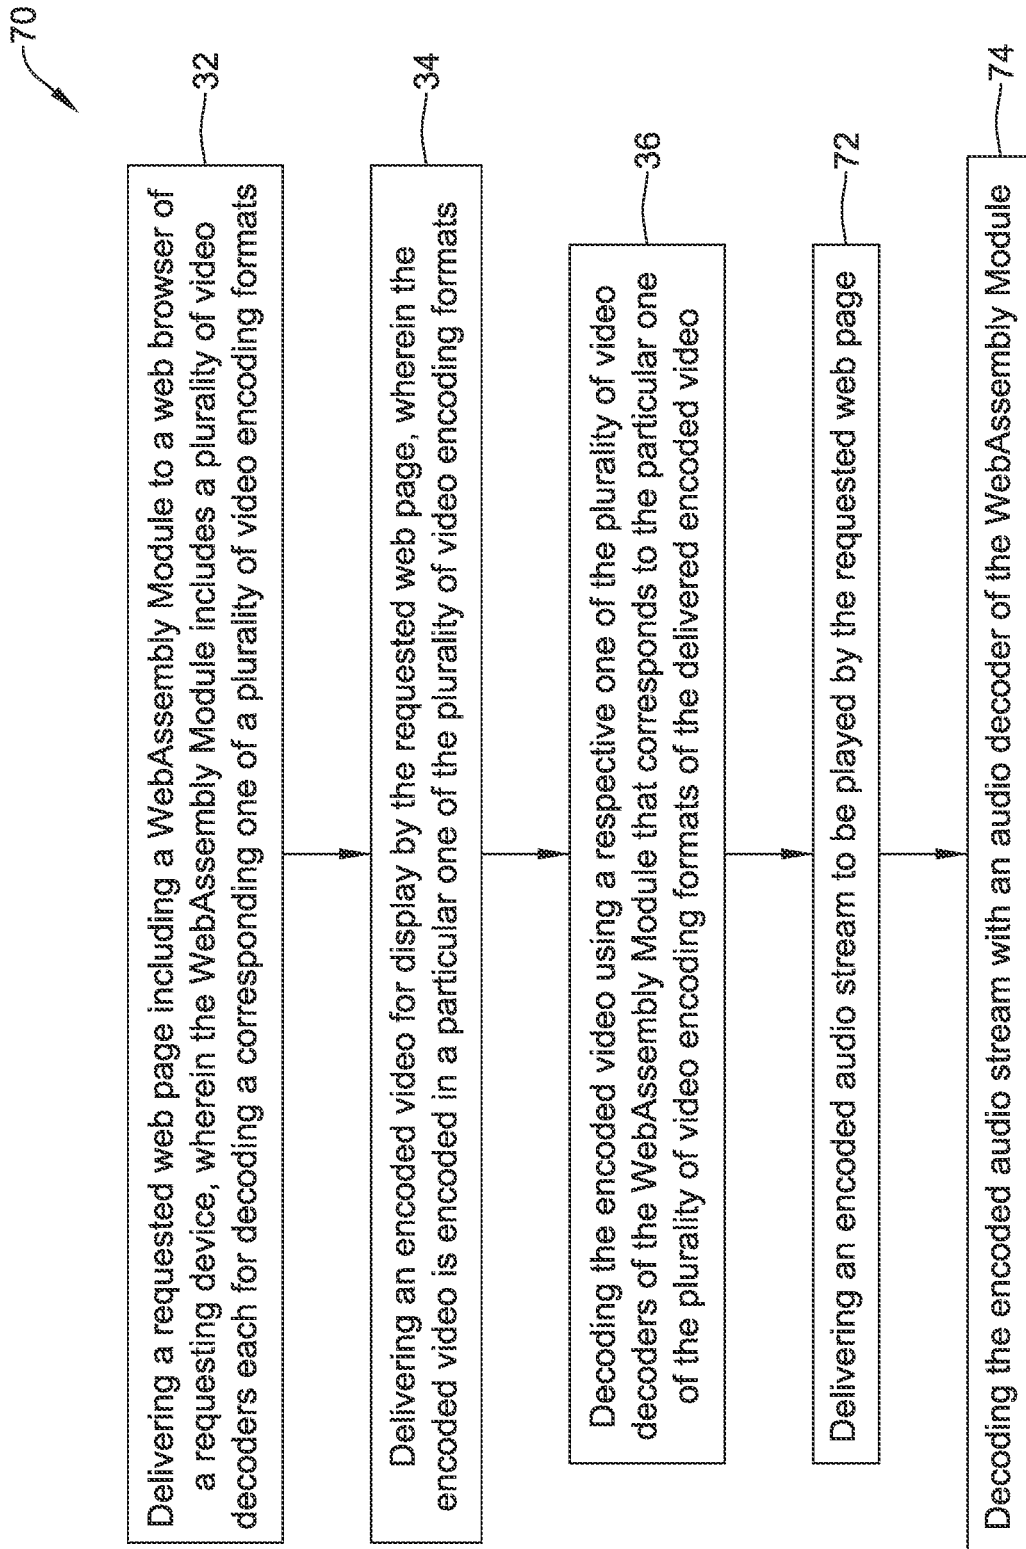 70
Delivering a requested web page including a WebAssembly Module to a web browser of
a requesting device, wherein the WebAssembly Module includes a plurality of video
decoders each for decoding a corresponding one of a plurality of video encoding formats
32
Delivering an encoded video for display by the requested web page, wherein the
encoded video is encoded in a particular one of the plurality of video encoding formats
34
Decoding the encoded video using a respective one of the plurality of video
decoders of the WebAssembly Module that corresponds to the particular one
of the plurality of video encoding formats of the delivered encoded video
36
Delivering an encoded audio stream to be played by the requested web page
72
Decoding the encoded audio stream with an audio decoder of the WebAssembly Module
74